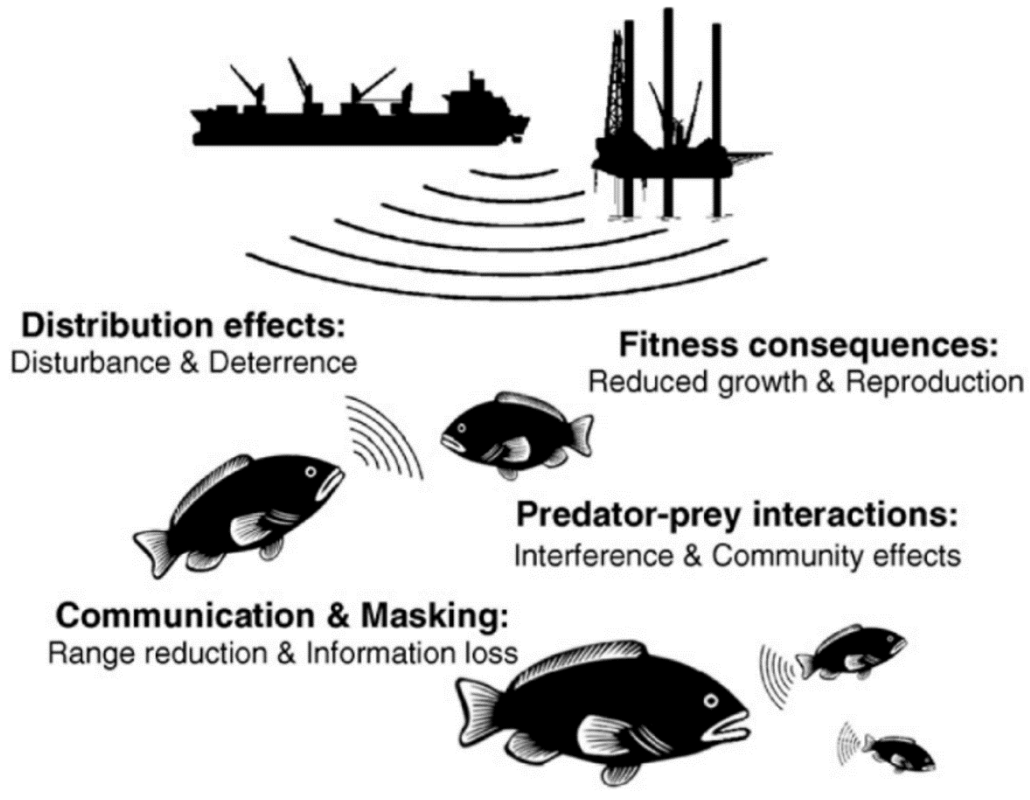 Distribution effects:
Disturbance & Deterrence
Fitness consequences:
Reduced growth & Reproduction
Predator-prey interactions:
Interference & Community effects
Communication & Masking:
Range reduction & Information loss